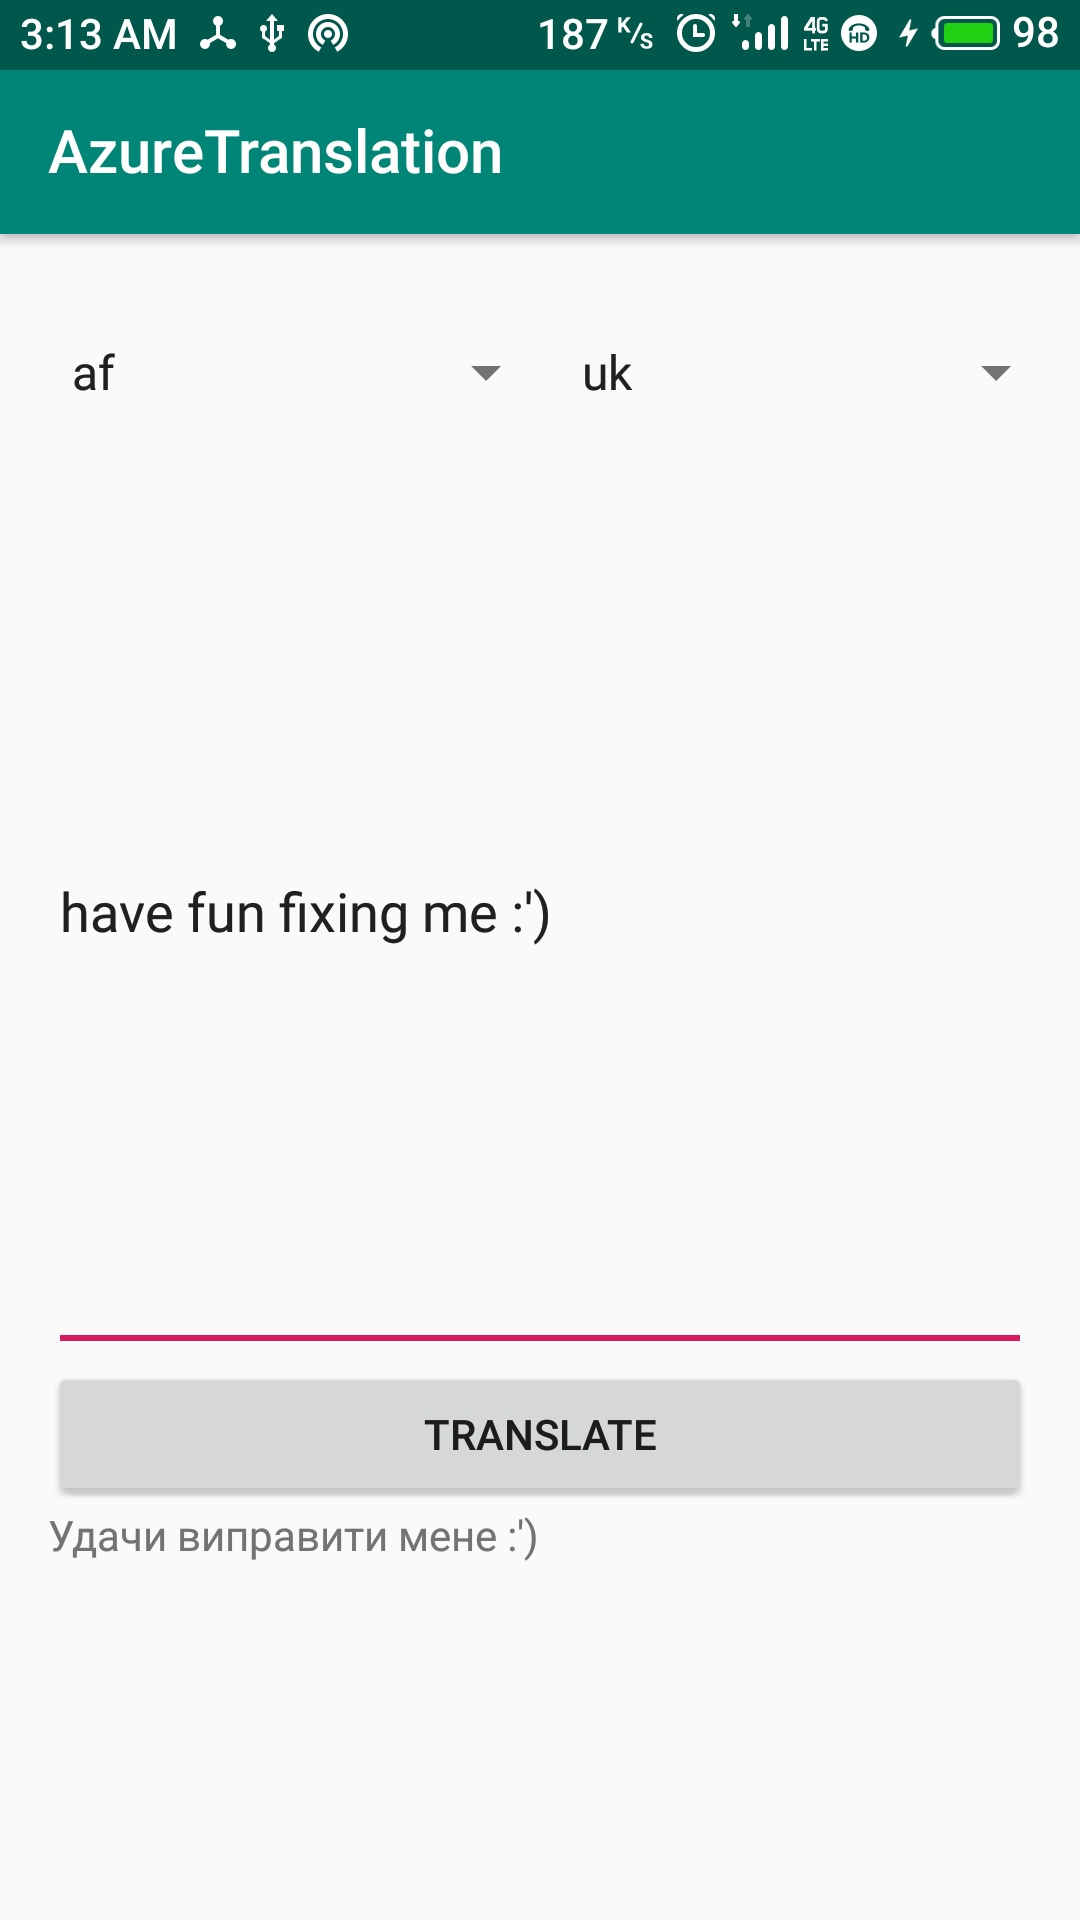 3:13 AM 187 K/s 4G LTE HD 98
AzureTranslation
af uk
have fun fixing me :')
TRANSLATE
Удачи виправити мене :')